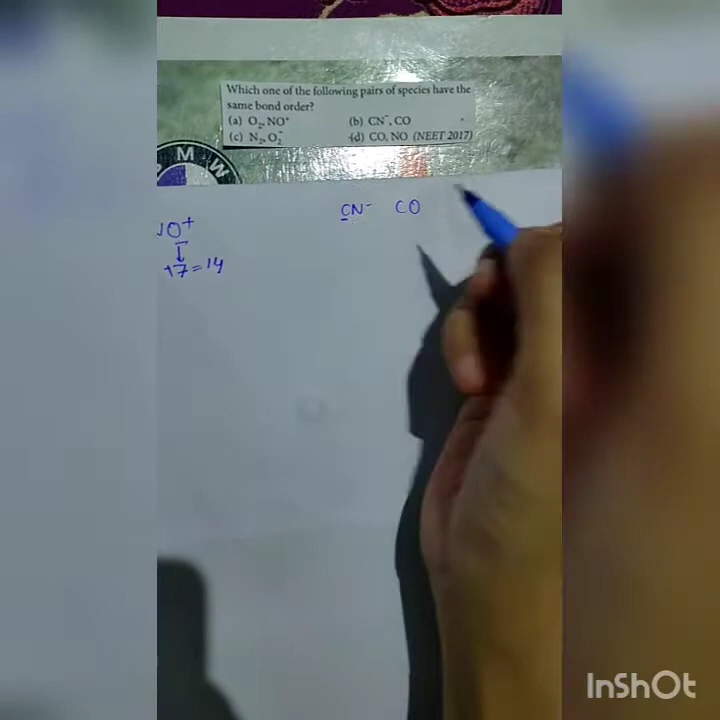 Which one of the following pairs of species have the
same bond order?
(a) O₂, NO⁺ (b) CN⁻, CO
(c) N₂, O₂⁻ (d) CO, NO (NEET 2017)
M W
CN⁻ CO
NO⁺
+7=14
InShOt